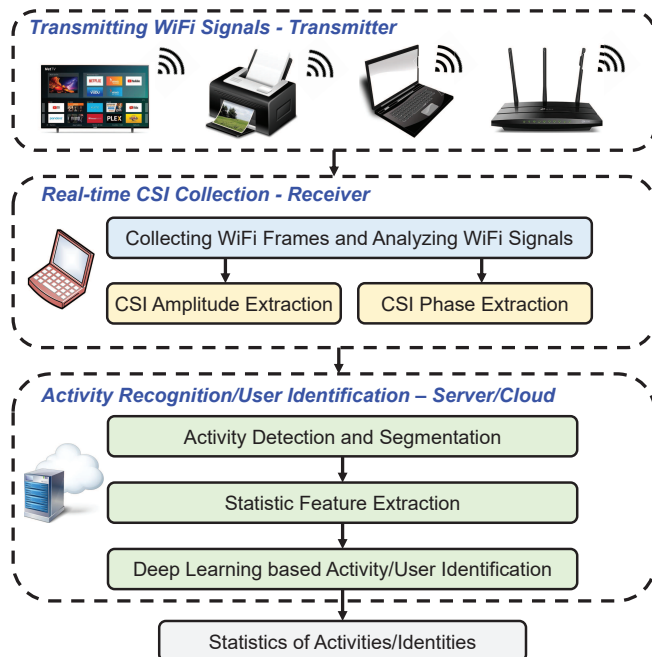 Transmitting WiFi Signals - Transmitter
PLEX
Real-time CSI Collection - Receiver
Collecting WiFi Frames and Analyzing WiFi Signals
CSI Amplitude Extraction
CSI Phase Extraction
Activity Recognition/User Identification – Server/Cloud
Activity Detection and Segmentation
Statistic Feature Extraction
Deep Learning based Activity/User Identification
Statistics of Activities/Identities